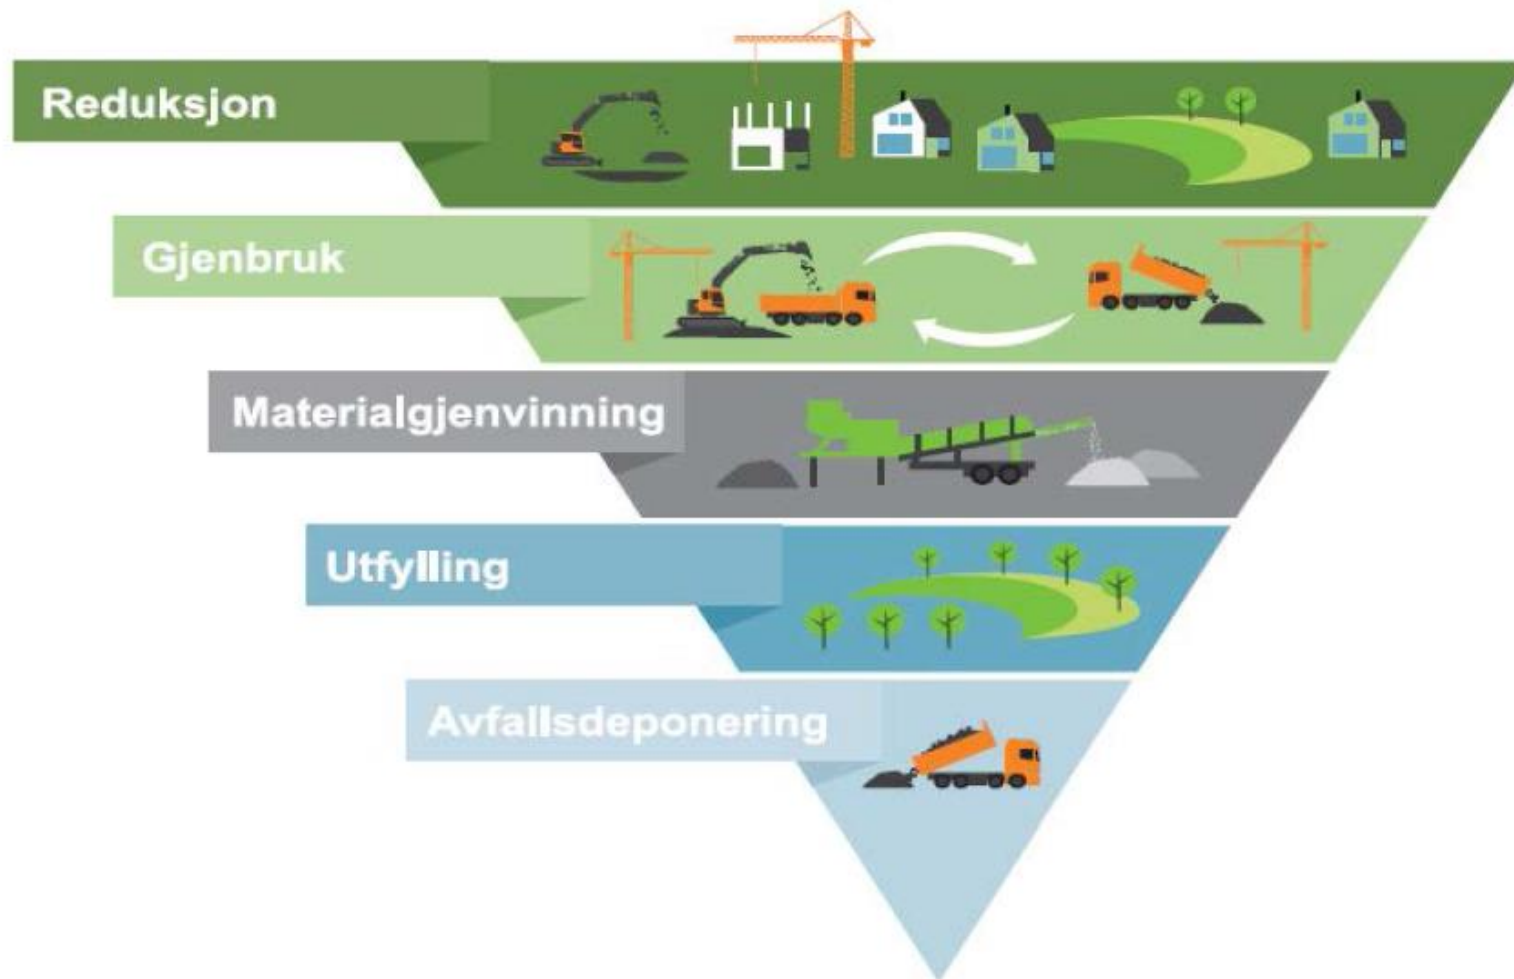 Reduksjon
Gjenbruk
Materialgjenvinning
Utfylling
Avfallsdeponering